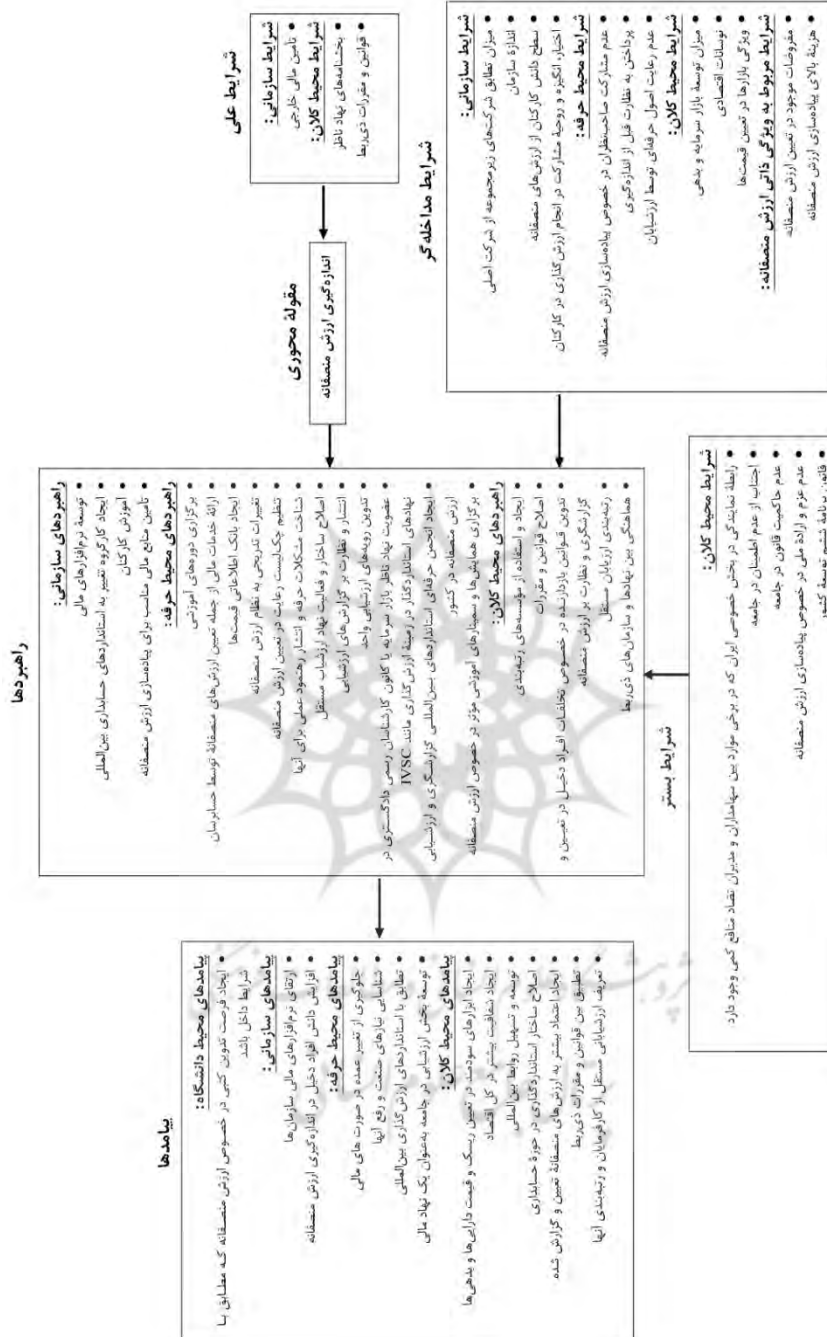 شرایط علی
شرایط سازمانی:
• تأمین مالی خارجی
شرایط محیط کلان:
• بخشنامه‌های نهاد ناظر
• قوانین و مقررات ذی‌ربط
مقولهٔ محوری
اندازه‌گیری ارزش منصفانه
شرایط مداخله‌گر
شرایط سازمانی:
• میزان تطابق شرکت‌های زیرمجموعه از شرکت اصلی
• اندازهٔ سازمان
• سطح دانش کارکنان از ارزش‌های منصفانه
• اختیار، انگیزه و روحیهٔ مشارکت در انجام ارزش‌گذاری در کارکنان
شرایط محیط حرفه:
• عدم مشارکت صاحب‌نظران در خصوص پیاده‌سازی ارزش منصفانه
• پرداختن به نظارت قبل از اندازه‌گیری
• عدم رعایت اصول حرفه‌ای توسط ارزشیابان
شرایط محیط کلان:
• میزان توسعهٔ بازار سرمایه و بدهی
• نوسانات اقتصادی
• ویژگی بازارها در تعیین قیمت‌ها
شرایط مربوط به ویژگی ذاتی ارزش منصفانه:
• مفروضات موجود در تعیین ارزش منصفانه
• هزینهٔ بالای پیاده‌سازی ارزش منصفانه
راهبردها
راهبردهای سازمانی:
• توسعهٔ نرم‌افزارهای مالی
• ایجاد کارگروه تغییر به استانداردهای حسابداری بین‌المللی
• آموزش کارکنان
• تأمین منابع مالی مناسب برای پیاده‌سازی ارزش منصفانه
راهبردهای محیط حرفه:
• برگزاری دوره‌های آموزشی
• ارائهٔ خدمات مالی از جمله تعیین ارزش‌های منصفانهٔ توسط حسابرسان
• ایجاد بانک اطلاعاتی قیمت‌ها
• تغییرات تدریجی به نظام ارزش منصفانه
• تنظیم چک‌لیست رعایت در تعیین ارزش منصفانه
• شناخت مشکلات حرفه و انتشار رهنمود عملی برای آنها
• اصلاح ساختار و فعالیت نهاد ارزشیاب مستقل
• انتشار و نظارت بر گزارش‌های ارزشیابی
• تدوین رویه‌های ارزشیابی واحد
• عضویت نهاد ناظر بازار سرمایه یا کانون کارشناسان رسمی دادگستری در
نهادهای استانداردگذار در زمینهٔ ارزش‌گذاری مانند IVSC
• ایجاد انجمن حرفه‌ای استانداردهای بین‌المللی گزارشگری و ارزشیابی
• برگزاری همایش‌ها و سمینارهای آموزشی مؤثر در خصوص ارزش منصفانه
ارزش منصفانه در کشور
راهبردهای محیط کلان:
• ایجاد و استفاده از مؤسسه‌های رتبه‌بندی
• اصلاح قوانین و مقررات
• تدوین قوانین بازدارنده در خصوص تخلفات افراد دخیل در تعیین و
گزارشگری و نظارت بر ارزش منصفانه
• رتبه‌بندی ارزیابان مستقل
• هماهنگی بین نهادها و سازمان‌های ذی‌ربط
شرایط بستر
شرایط محیط کلان:
• رابطهٔ نمایندگی در بخش خصوصی ایران که در برخی موارد بین سهامداران و مدیران تضاد منافع کمی وجود دارد
• اجتناب از عدم اطمینان در جامعه
• عدم حاکمیت قانون در جامعه
• عدم عزم و ارادهٔ ملی در خصوص پیاده‌سازی ارزش منصفانه
• قانون برنامهٔ ششم توسعهٔ کشور
پیامدها
پیامدهای محیط دانشگاه:
• ایجاد فرصت تدوین کتبی در خصوص ارزش منصفانه که مطابق با
شرایط داخل باشد
پیامدهای سازمانی:
• ارتقای نرم‌افزارهای مالی سازمان‌ها
• افزایش دانش افراد دخیل در اندازه‌گیری ارزش منصفانه
پیامدهای محیط حرفه:
• جلوگیری از تغییر عمده در صورت های مالی
• شناسایی نیازهای صنعت و رفع آنها
• تطابق با استانداردهای ارزش‌گذاری بین‌المللی
• توسعهٔ بخش ارزشیابی در جامعه به‌عنوان یک نهاد مالی
پیامدهای محیط کلان:
• ایجاد ابزارهای سودمند در تعیین ریسک و قیمت دارایی‌ها و بدهی‌ها
• ایجاد شفافیت بیشتر در کل اقتصاد
• توسعه و تسهیل روابط بین‌المللی
• اصلاح ساختار استانداردگذاری در حوزهٔ حسابداری
• ایجاد اعتماد بیشتر به ارزش‌های منصفانهٔ تعیین و گزارش شده
• تطبیق بین قوانین و مقررات ذی‌ربط
• تعریف ارزشیابانی مستقل از کارفرمایان و رتبه‌بندی آنها